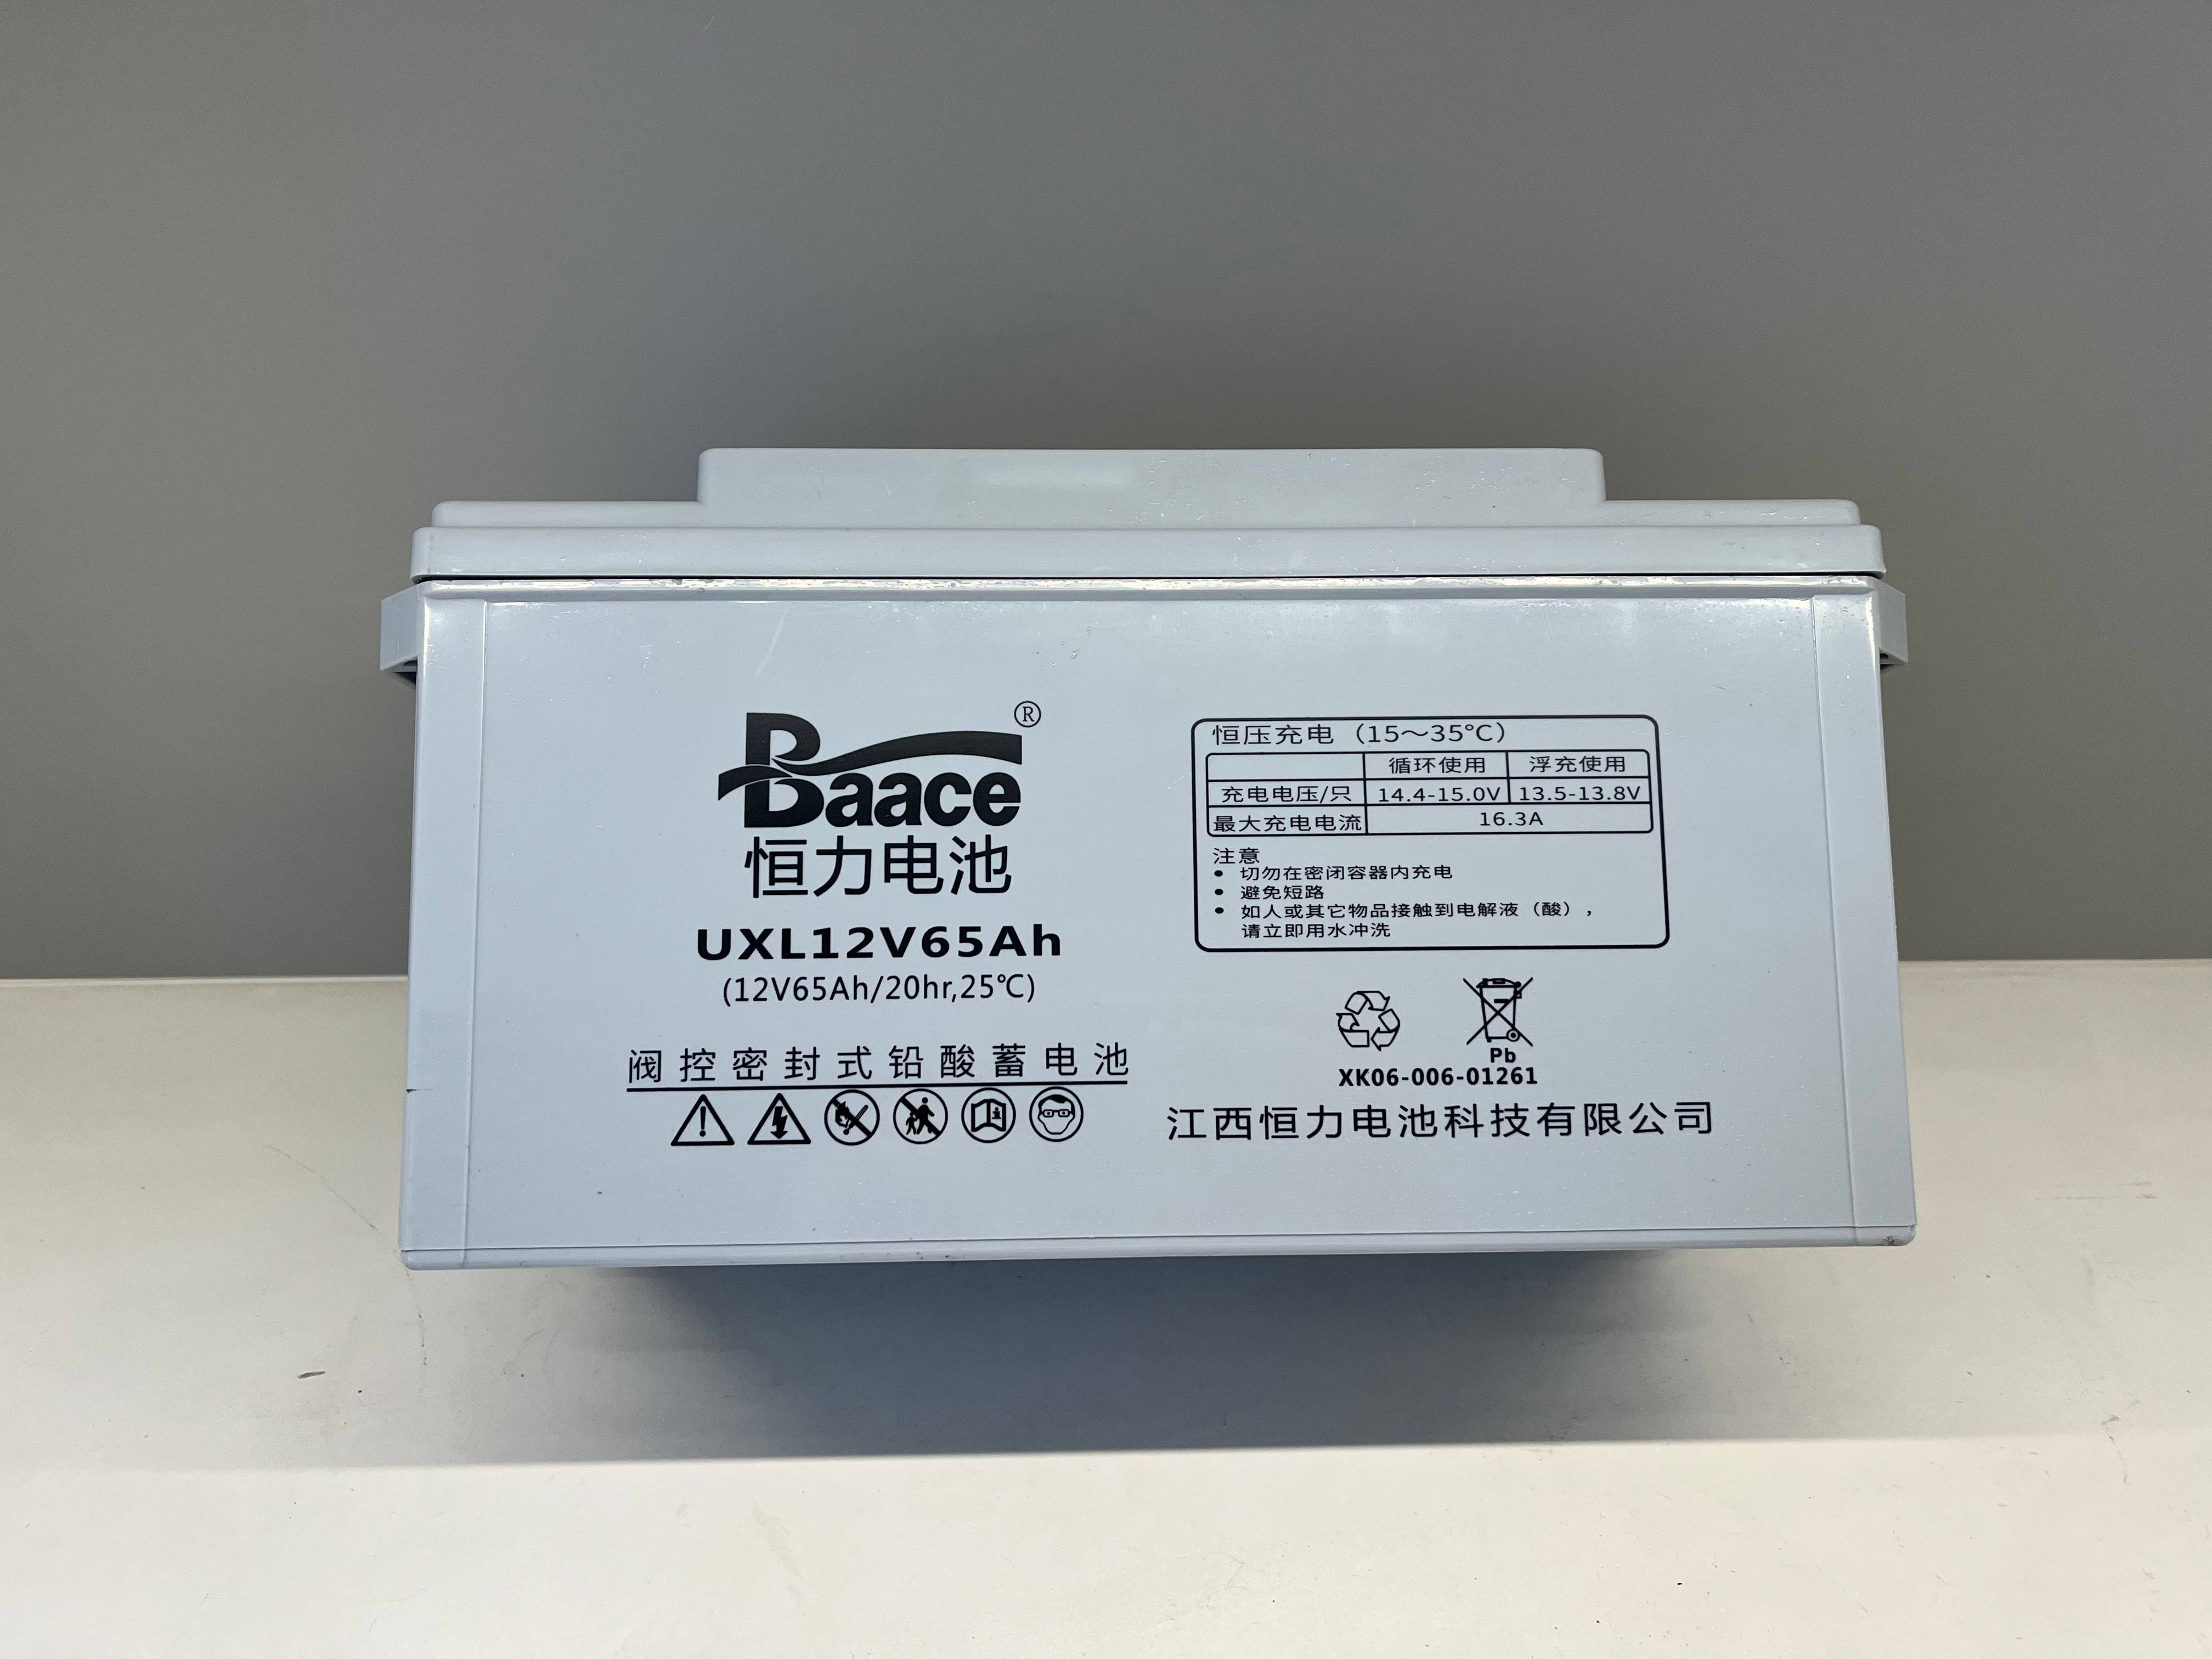 Baace®
恒力电池
UXL12V65Ah
(12V65Ah/20hr,25℃)
阀控密封式铅酸蓄电池
恒压充电（15～35℃）
循环使用 浮充使用
充电电压/只 14.4-15.0V 13.5-13.8V
最大充电电流 16.3A
注意
• 切勿在密闭容器内充电
• 避免短路
• 如人或其它物品接触到电解液（酸），
请立即用水冲洗
Pb
XK06-006-01261
江西恒力电池科技有限公司